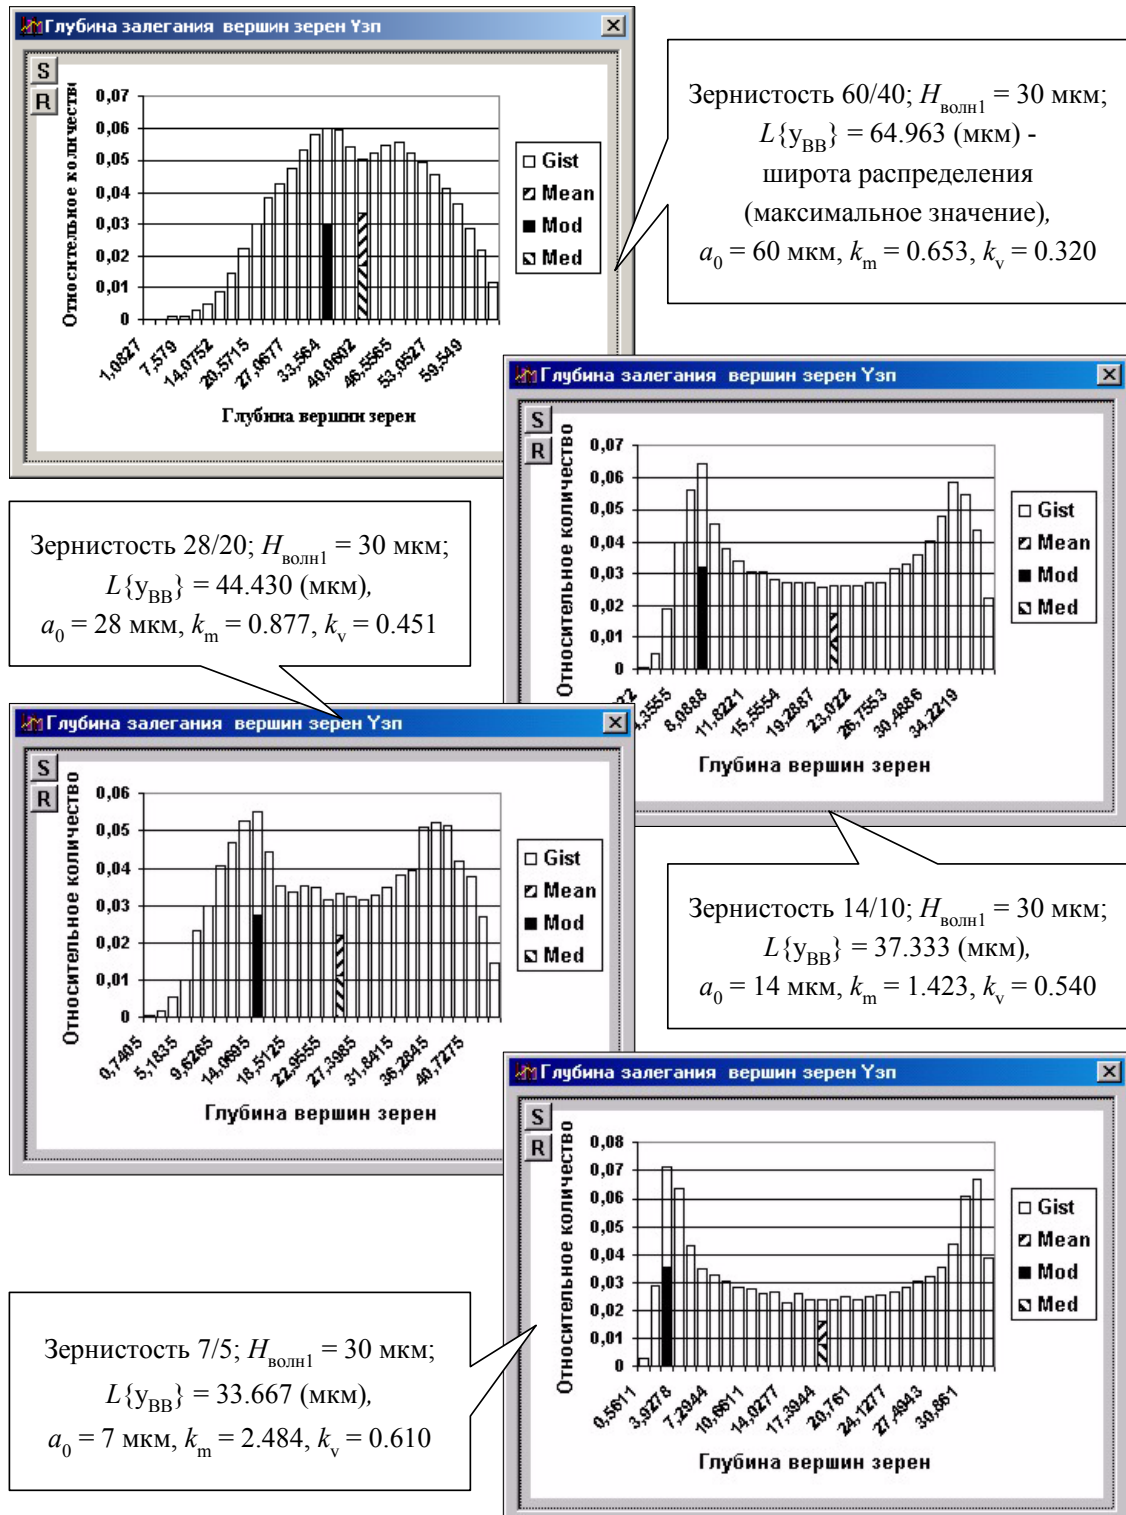 Глубина залегания вершин зерен Yзп
S
R
Относительное количество
0,07
0,06
0,05
0,04
0,03
0,02
0,01
0
1,0827
7,579
14,0752
20,5715
27,0677
33,564
40,0602
46,5565
53,0527
59,549
Глубина вершин зерен
Gist
Mean
Mod
Med
Зернистость 60/40; Hволн1 = 30 мкм;
L{yВВ} = 64.963 (мкм) -
широта распределения
(максимальное значение),
a0 = 60 мкм, km = 0.653, kv = 0.320
Глубина залегания вершин зерен Yзп
S
R
Относительное количество
0,07
0,06
0,05
0,04
0,03
0,02
0,01
0
8,0888
11,8221
15,5554
19,2887
23,022
26,7553
30,4886
34,2219
Глубина вершин зерен
Gist
Mean
Mod
Med
Зернистость 28/20; Hволн1 = 30 мкм;
L{yВВ} = 44.430 (мкм),
a0 = 28 мкм, km = 0.877, kv = 0.451
Глубина залегания вершин зерен Yзп
S
R
Относительное количество
0,06
0,05
0,04
0,03
0,02
0,01
0
0,7405
5,1835
9,6265
14,0695
18,5125
22,9555
27,3985
31,8415
36,2845
40,7275
Глубина вершин зерен
Gist
Mean
Mod
Med
Зернистость 14/10; Hволн1 = 30 мкм;
L{yВВ} = 37.333 (мкм),
a0 = 14 мкм, km = 1.423, kv = 0.540
Глубина залегания вершин зерен Yзп
S
R
Относительное количество
0,08
0,07
0,06
0,05
0,04
0,03
0,02
0,01
0
0,5611
3,9278
7,2944
10,6611
14,0277
17,3944
20,761
24,1277
27,4943
30,861
Глубина вершин зерен
Gist
Mean
Mod
Med
Зернистость 7/5; Hволн1 = 30 мкм;
L{yВВ} = 33.667 (мкм),
a0 = 7 мкм, km = 2.484, kv = 0.610